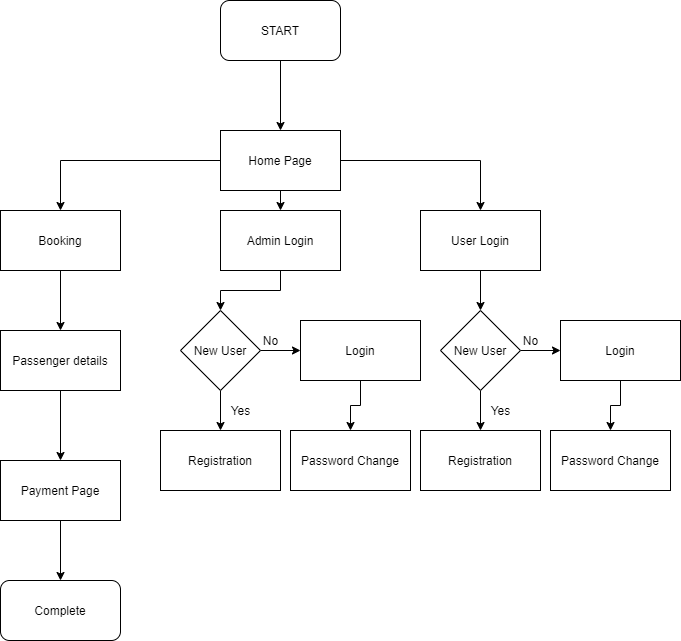 START
Home Page
Booking
Admin Login
User Login
New User
No
Login
New User
No
Login
Passenger details
Yes
Yes
Registration
Password Change
Registration
Password Change
Payment Page
Complete